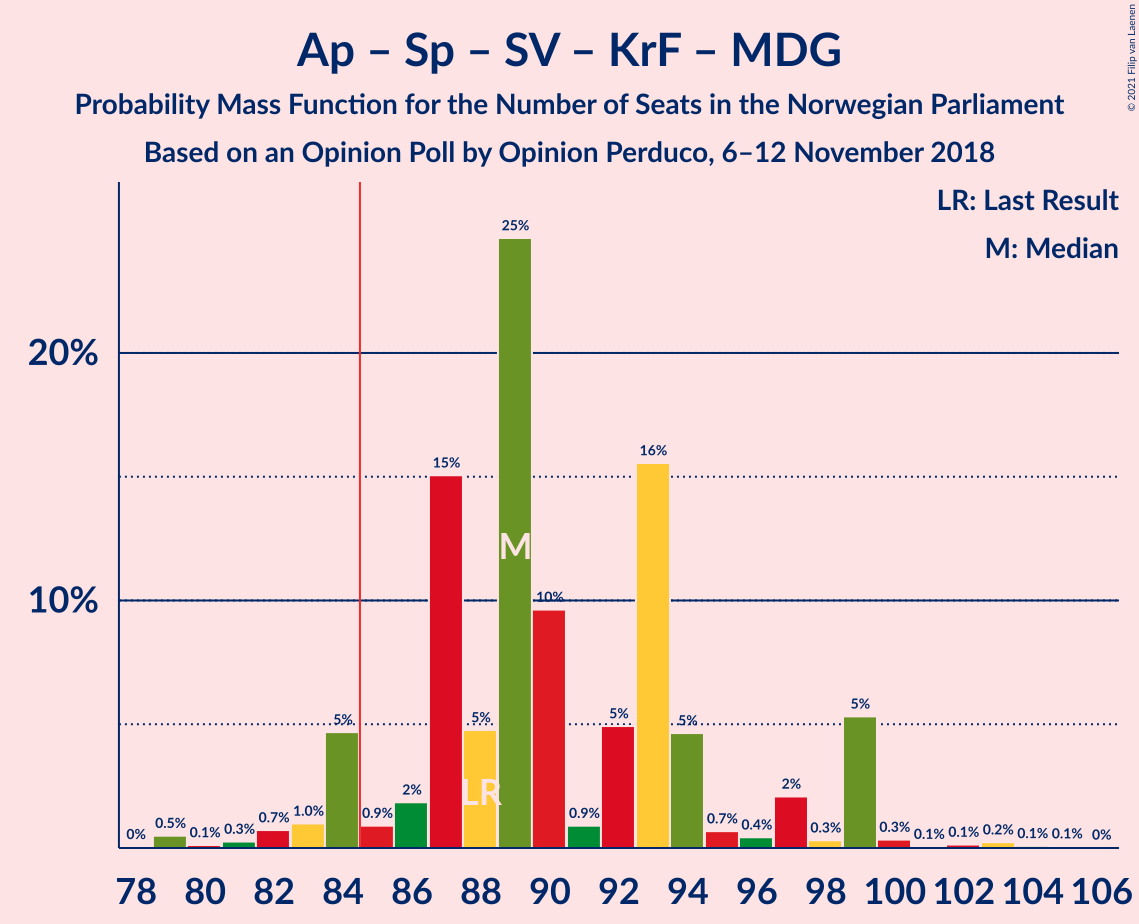 Ap – Sp – SV – KrF – MDG
Probability Mass Function for the Number of Seats in the Norwegian Parliament
Based on an Opinion Poll by Opinion Perduco, 6–12 November 2018
© 2021 Filip van Laenen
LR: Last Result
M: Median
20%
10%
0% 0.5% 0.1% 0.3% 0.7% 1.0% 5% 0.9% 2% 15% 5% 25% 10% 0.9% 5% 16% 5% 0.7% 0.4% 2% 0.3% 5% 0.3% 0.1% 0.1% 0.2% 0.1% 0.1% 0%
M
LR
78 80 82 84 86 88 90 92 94 96 98 100 102 104 106